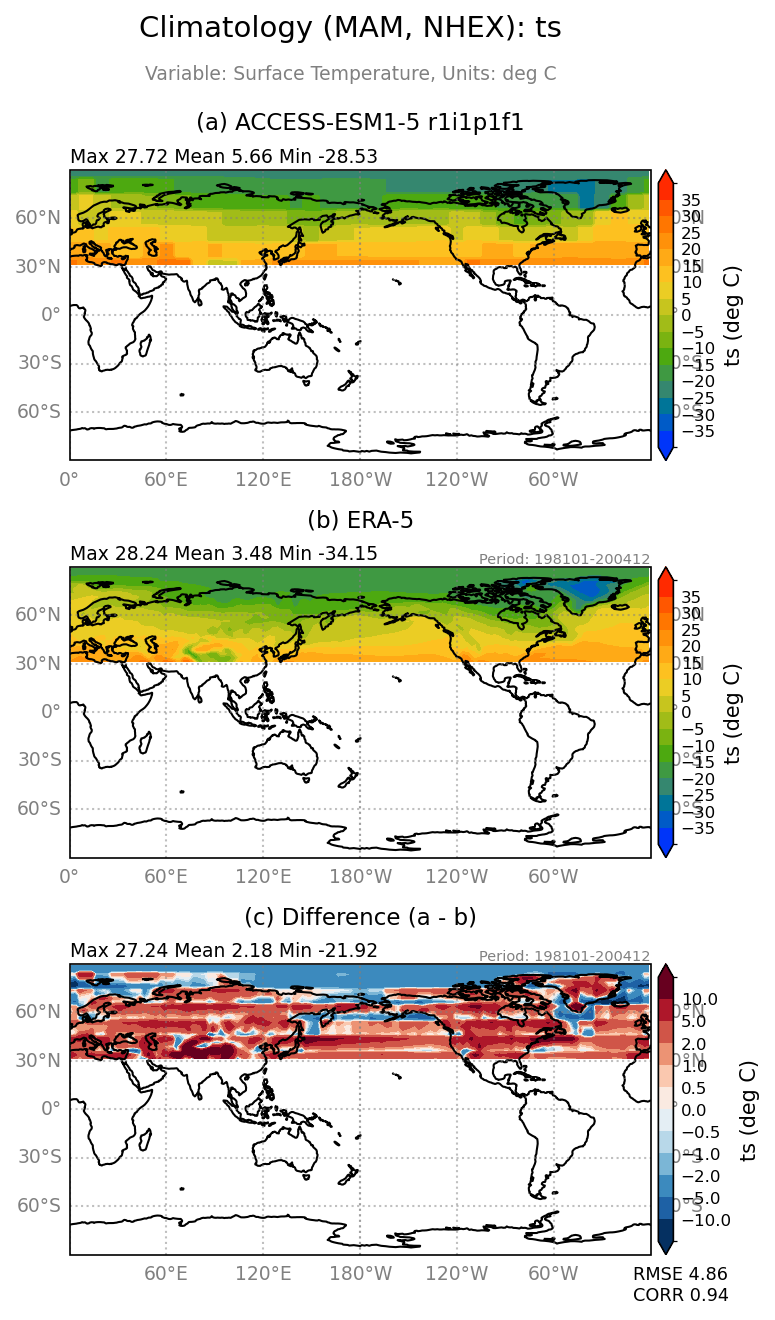 Climatology (MAM, NHEX): ts
Variable: Surface Temperature, Units: deg C
(a) ACCESS-ESM1-5 r1i1p1f1
Max 27.72 Mean 5.66 Min -28.53
60°N
30°N
0°
30°S
60°S
0°
60°E
120°E
180°W
120°W
60°W
35
30
25
20
15
10
5
0
−5
−10
−15
−20
−25
−30
−35
ts (deg C)
(b) ERA-5
Max 28.24 Mean 3.48 Min -34.15
Period: 198101-200412
60°N
30°N
0°
30°S
60°S
0°
60°E
120°E
180°W
120°W
60°W
35
30
25
20
15
10
5
0
−5
−10
−15
−20
−25
−30
−35
ts (deg C)
(c) Difference (a - b)
Max 27.24 Mean 2.18 Min -21.92
Period: 198101-200412
60°N
30°N
0°
30°S
60°S
60°E
120°E
180°W
120°W
60°W
10.0
5.0
2.0
1.0
0.5
0.0
−0.5
−1.0
−2.0
−5.0
−10.0
ts (deg C)
RMSE 4.86
CORR 0.94